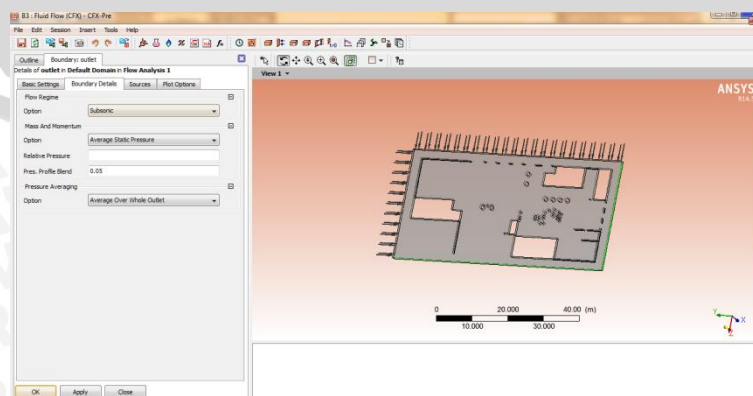 B3 : Fluid Flow (CFX) - CFX-Pre
File Edit Session Insert Tools Help
Outline Boundary: outlet
Details of outlet in Default Domain in Flow Analysis 1
Basic Settings Boundary Details Sources Plot Options
Flow Regime
Option Subsonic
Mass And Momentum
Option Average Static Pressure
Relative Pressure
Pres. Profile Blend 0.05
Pressure Averaging
Option Average Over Whole Outlet
OK Apply Close
View 1
ANSYS
0 20.000 40.00 (m)
10.000 30.000
Y
X
Z